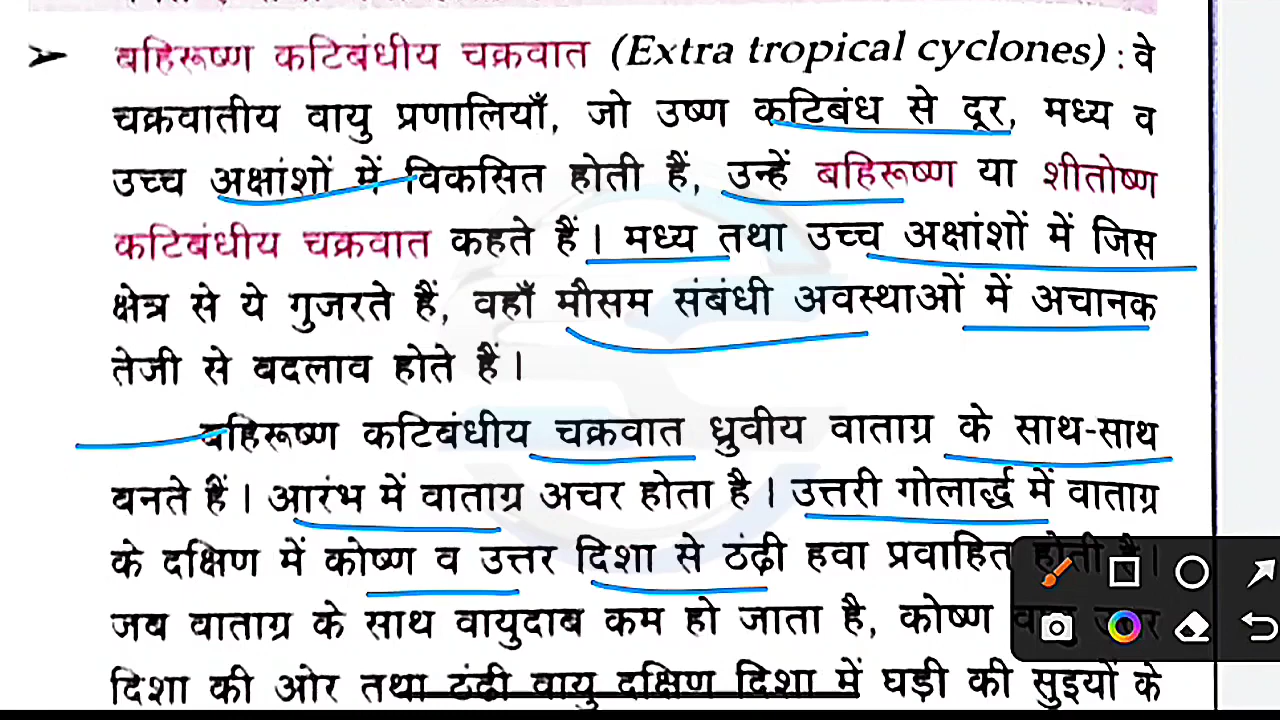 बहिरूष्ण कटिबंधीय चक्रवात (Extra tropical cyclones) : वे
चक्रवातीय वायु प्रणालियाँ, जो उष्ण कटिबंध से दूर, मध्य व
उच्च अक्षांशों में विकसित होती हैं, उन्हें बहिरूष्ण या शीतोष्ण
कटिबंधीय चक्रवात कहते हैं। मध्य तथा उच्च अक्षांशों में जिस
क्षेत्र से ये गुजरते हैं, वहाँ मौसम संबंधी अवस्थाओं में अचानक
तेजी से बदलाव होते हैं।
बहिरूष्ण कटिबंधीय चक्रवात ध्रुवीय वाताग्र के साथ-साथ
बनते हैं। आरंभ में वाताग्र अचर होता है। उत्तरी गोलार्द्ध में वाताग्र
के दक्षिण में कोष्ण व उत्तर दिशा से ठंढ़ी हवा प्रवाहित होती है।
जब वाताग्र के साथ वायुदाब कम हो जाता है, कोष्ण
दिशा की ओर तथा ठंढ़ी वायु दक्षिण दिशा में घड़ी की सुइयों के